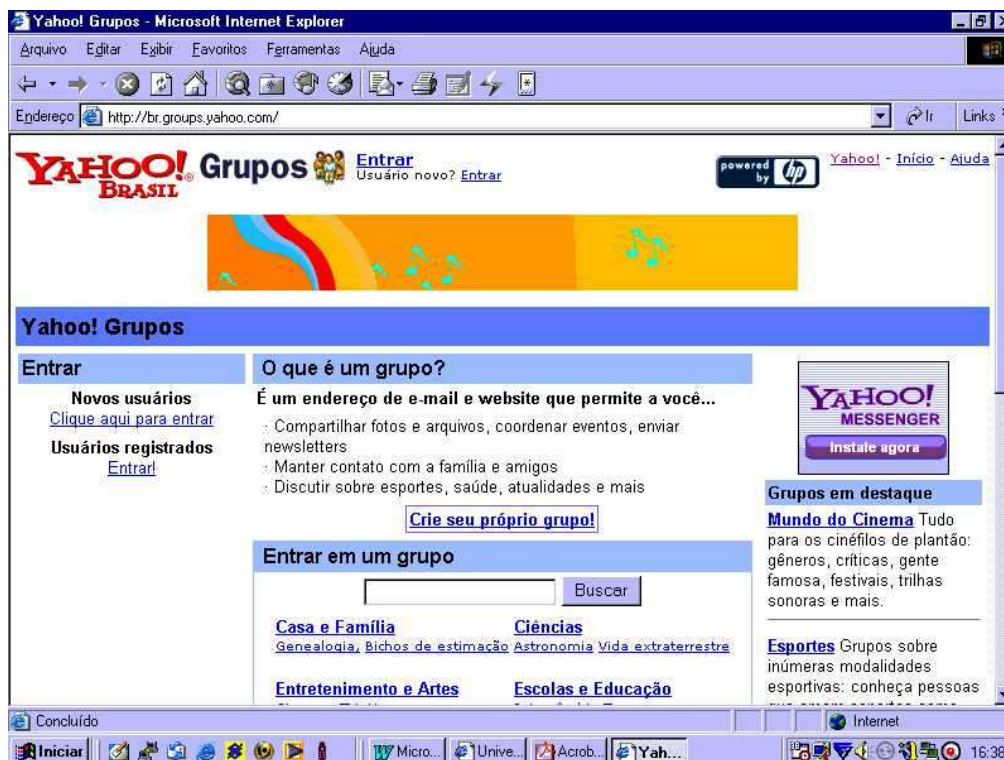 Yahoo! Grupos - Microsoft Internet Explorer
Arquivo Editar Exibir Favoritos Ferramentas Ajuda
Endereço http://br.groups.yahoo.com/ Ir Links
YAHOO! BRASIL Grupos
Entrar
Usuário novo? Entrar
powered by hp
Yahoo! - Início - Ajuda
Yahoo! Grupos
Entrar
Novos usuários
Clique aqui para entrar
Usuários registrados
Entrar!
O que é um grupo?
É um endereço de e-mail e website que permite a você...
· Compartilhar fotos e arquivos, coordenar eventos, enviar
newsletters
· Manter contato com a família e amigos
· Discutir sobre esportes, saúde, atualidades e mais
Crie seu próprio grupo!
Entrar em um grupo
Buscar
Casa e Família
Genealogia, Bichos de estimação
Ciências
Astronomia Vida extraterrestre
Entretenimento e Artes
Escolas e Educação
YAHOO!
MESSENGER
Instale agora
Grupos em destaque
Mundo do Cinema Tudo
para os cinéfilos de plantão:
gêneros, críticas, gente
famosa, festivais, trilhas
sonoras e mais.
Esportes Grupos sobre
inúmeras modalidades
esportivas: conheça pessoas
Concluído
Internet
Iniciar Micro... Unive... Acrob... Yah... 16:38